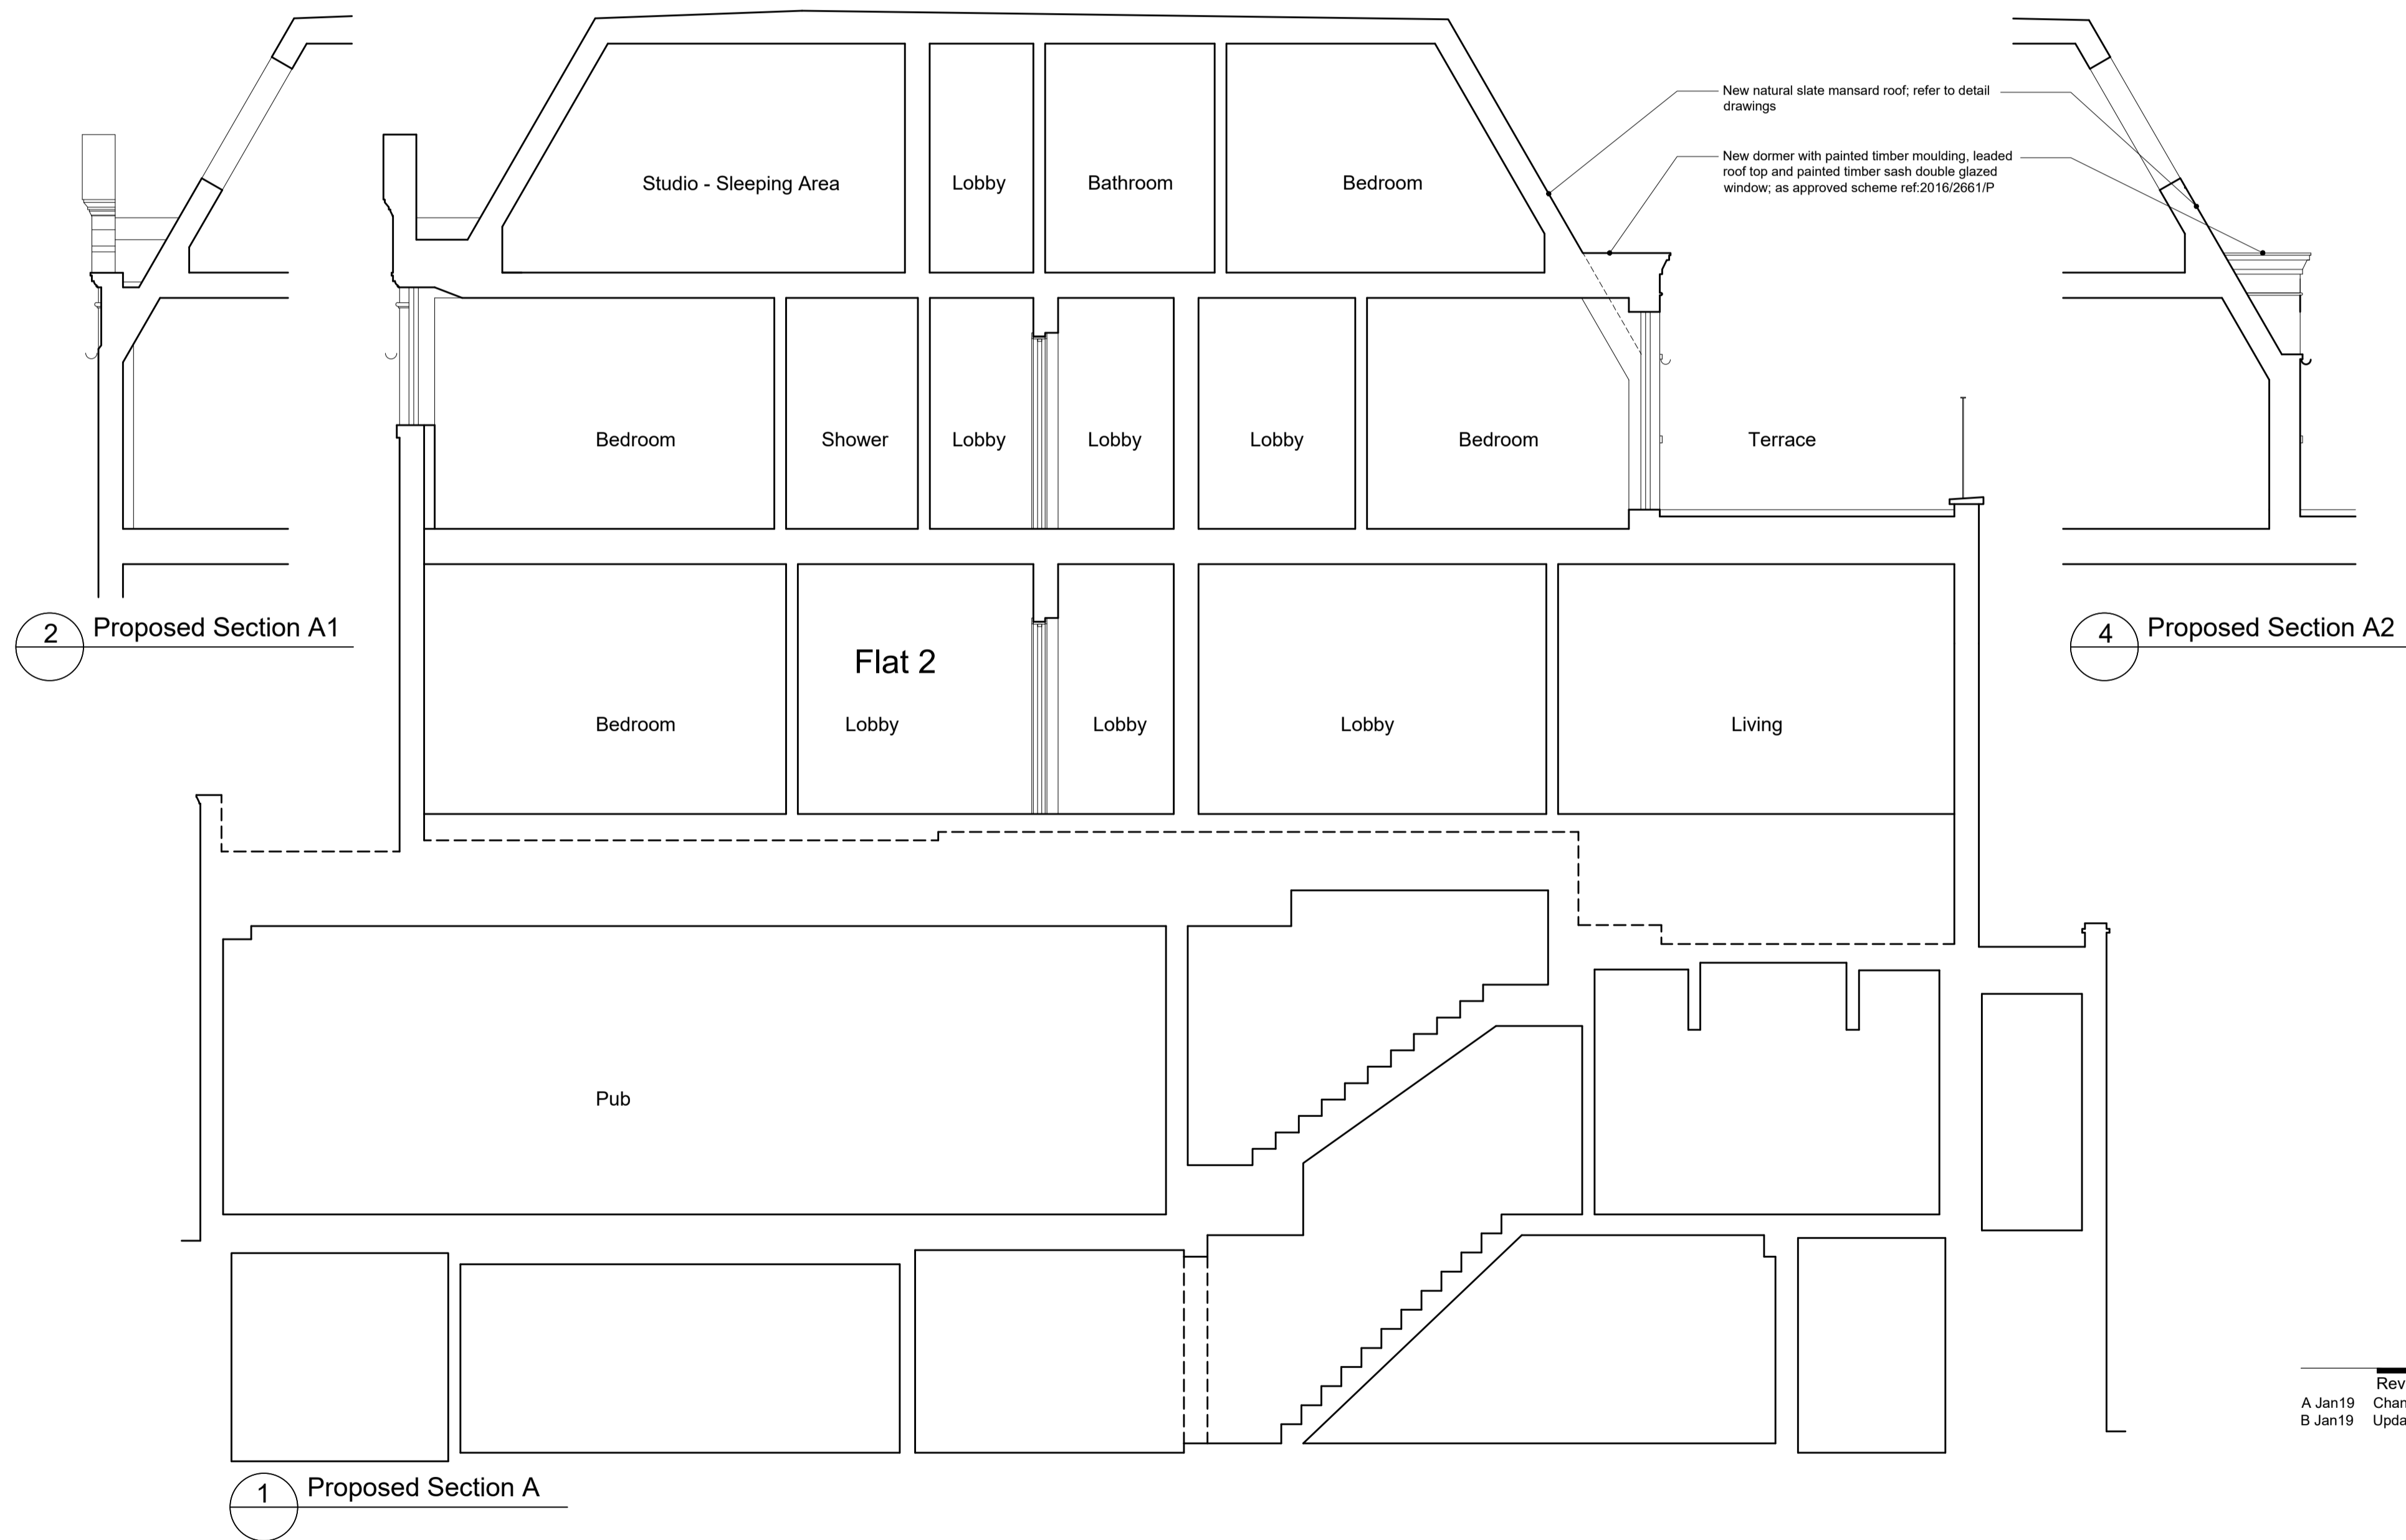 New natural slate mansard roof; refer to detail
drawings
New dormer with painted timber moulding, leaded
roof top and painted timber sash double glazed
window; as approved scheme ref:2016/2661/P
Studio - Sleeping Area
Lobby
Bathroom
Bedroom
Bedroom
Shower
Lobby
Lobby
Lobby
Bedroom
Terrace
2 Proposed Section A1
4 Proposed Section A2
Flat 2
Bedroom
Lobby
Lobby
Lobby
Living
Pub
Rev
A Jan19 Chan
B Jan19 Upda
1 Proposed Section A